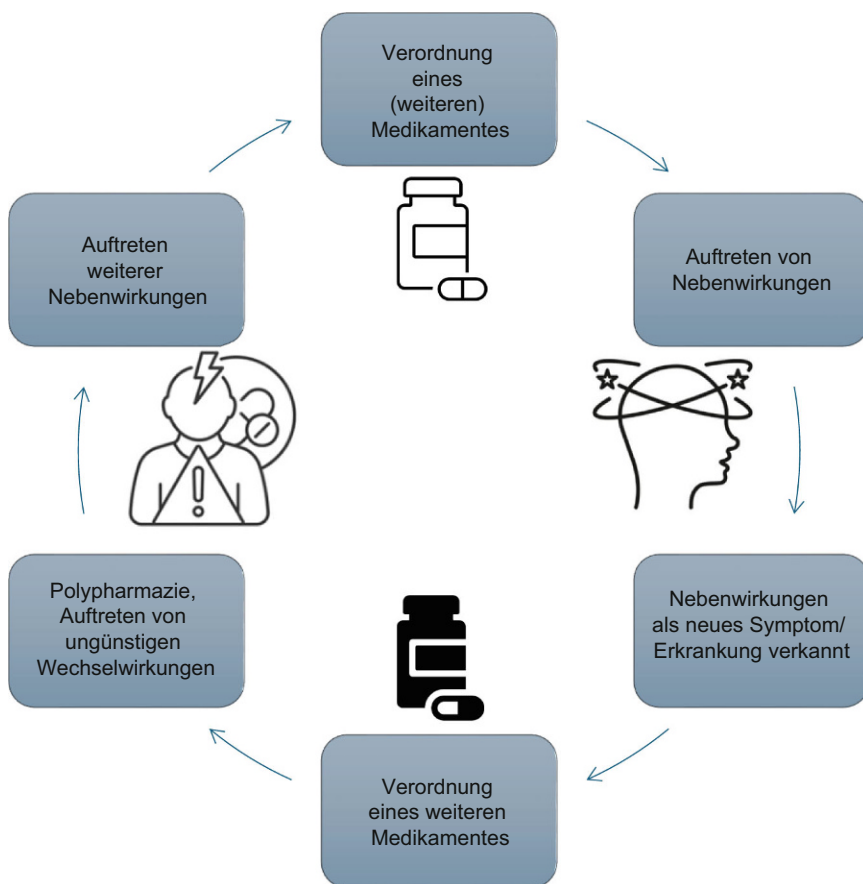 Verordnung
eines
(weiteren)
Medikamentes
Auftreten von
Nebenwirkungen
Nebenwirkungen
als neues Symptom/
Erkrankung verkannt
Verordnung
eines weiteren
Medikamentes
Polypharmazie,
Auftreten von
ungünstigen
Wechselwirkungen
Auftreten
weiterer
Nebenwirkungen